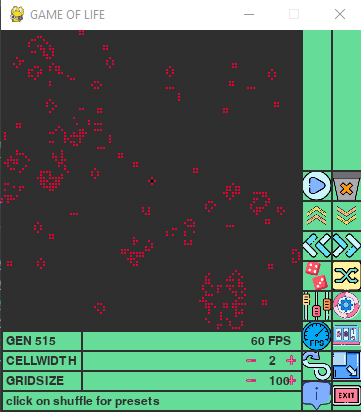 GAME OF LIFE
GEN 515 60 FPS
CELLWIDTH - 2 +
GRIDSIZE - 100+
click on shuffle for presets
FPS
i
EXIT